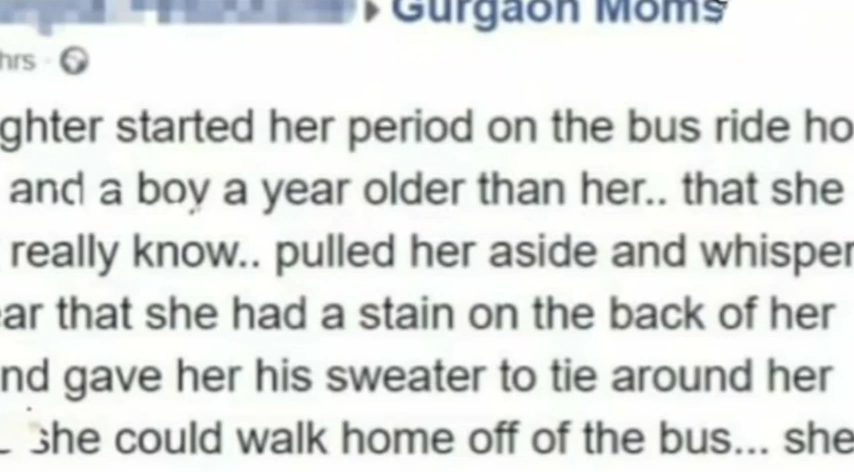 Gurgaon Moms
hrs
ghter started her period on the bus ride ho
and a boy a year older than her.. that she
really know.. pulled her aside and whisper
ar that she had a stain on the back of her
nd gave her his sweater to tie around her
she could walk home off of the bus... she